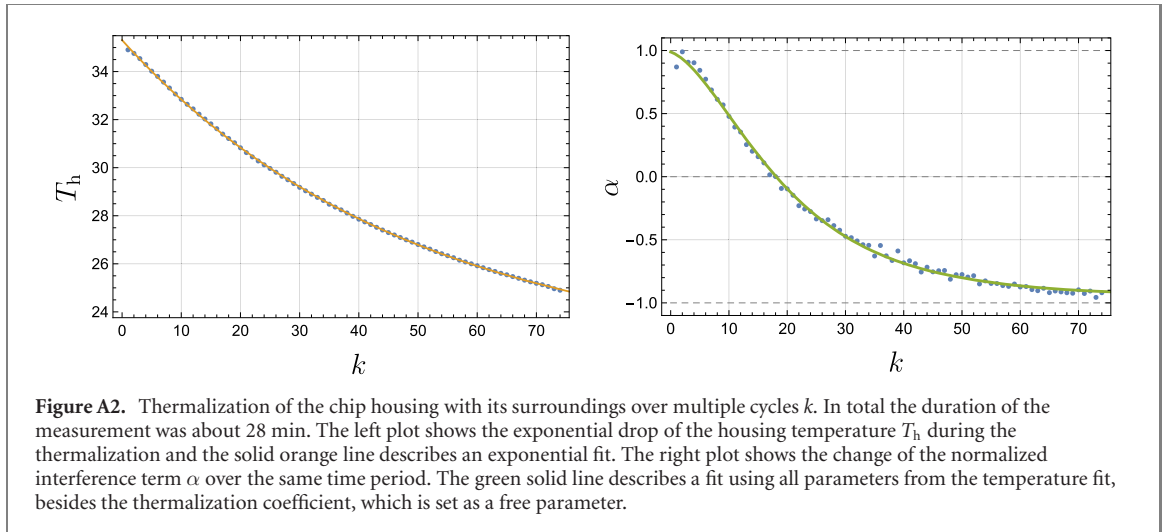 34
32
30
28
26
24
0 10 20 30 40 50 60 70
T_h
k
1.0
0.5
0.0
−0.5
−1.0
0 10 20 30 40 50 60 70
α
k
Figure A2. Thermalization of the chip housing with its surroundings over multiple cycles k. In total the duration of the
measurement was about 28 min. The left plot shows the exponential drop of the housing temperature T_h during the
thermalization and the solid orange line describes an exponential fit. The right plot shows the change of the normalized
interference term α over the same time period. The green solid line describes a fit using all parameters from the temperature fit,
besides the thermalization coefficient, which is set as a free parameter.